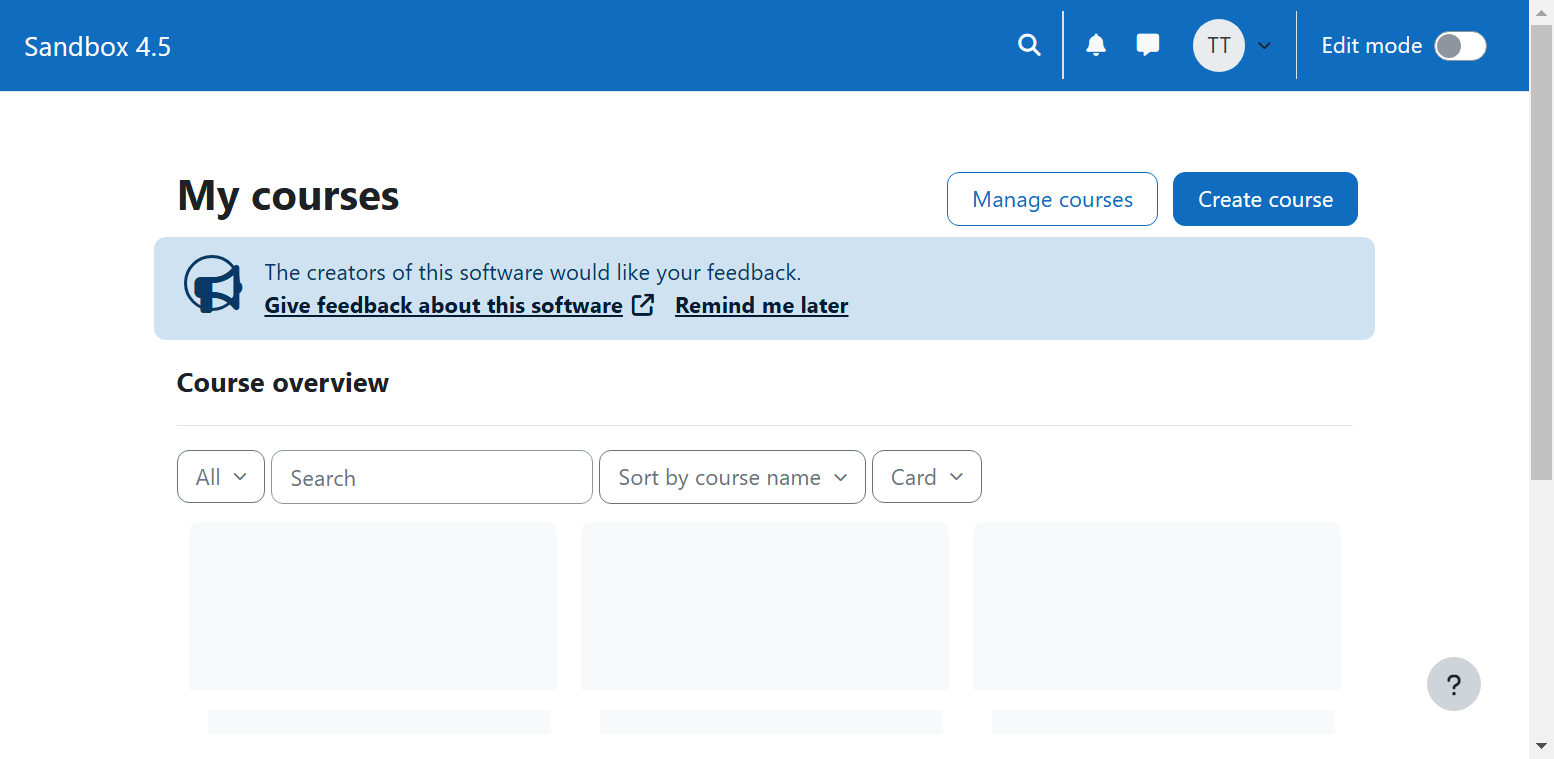 Sandbox 4.5
TT
Edit mode
My courses
Manage courses
Create course
The creators of this software would like your feedback.
Give feedback about this software
Remind me later
Course overview
All
Search
Sort by course name
Card
?